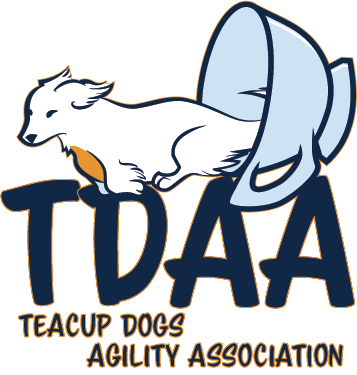 TDAA
TEACUP DOGS
AGILITY ASSOCIATION